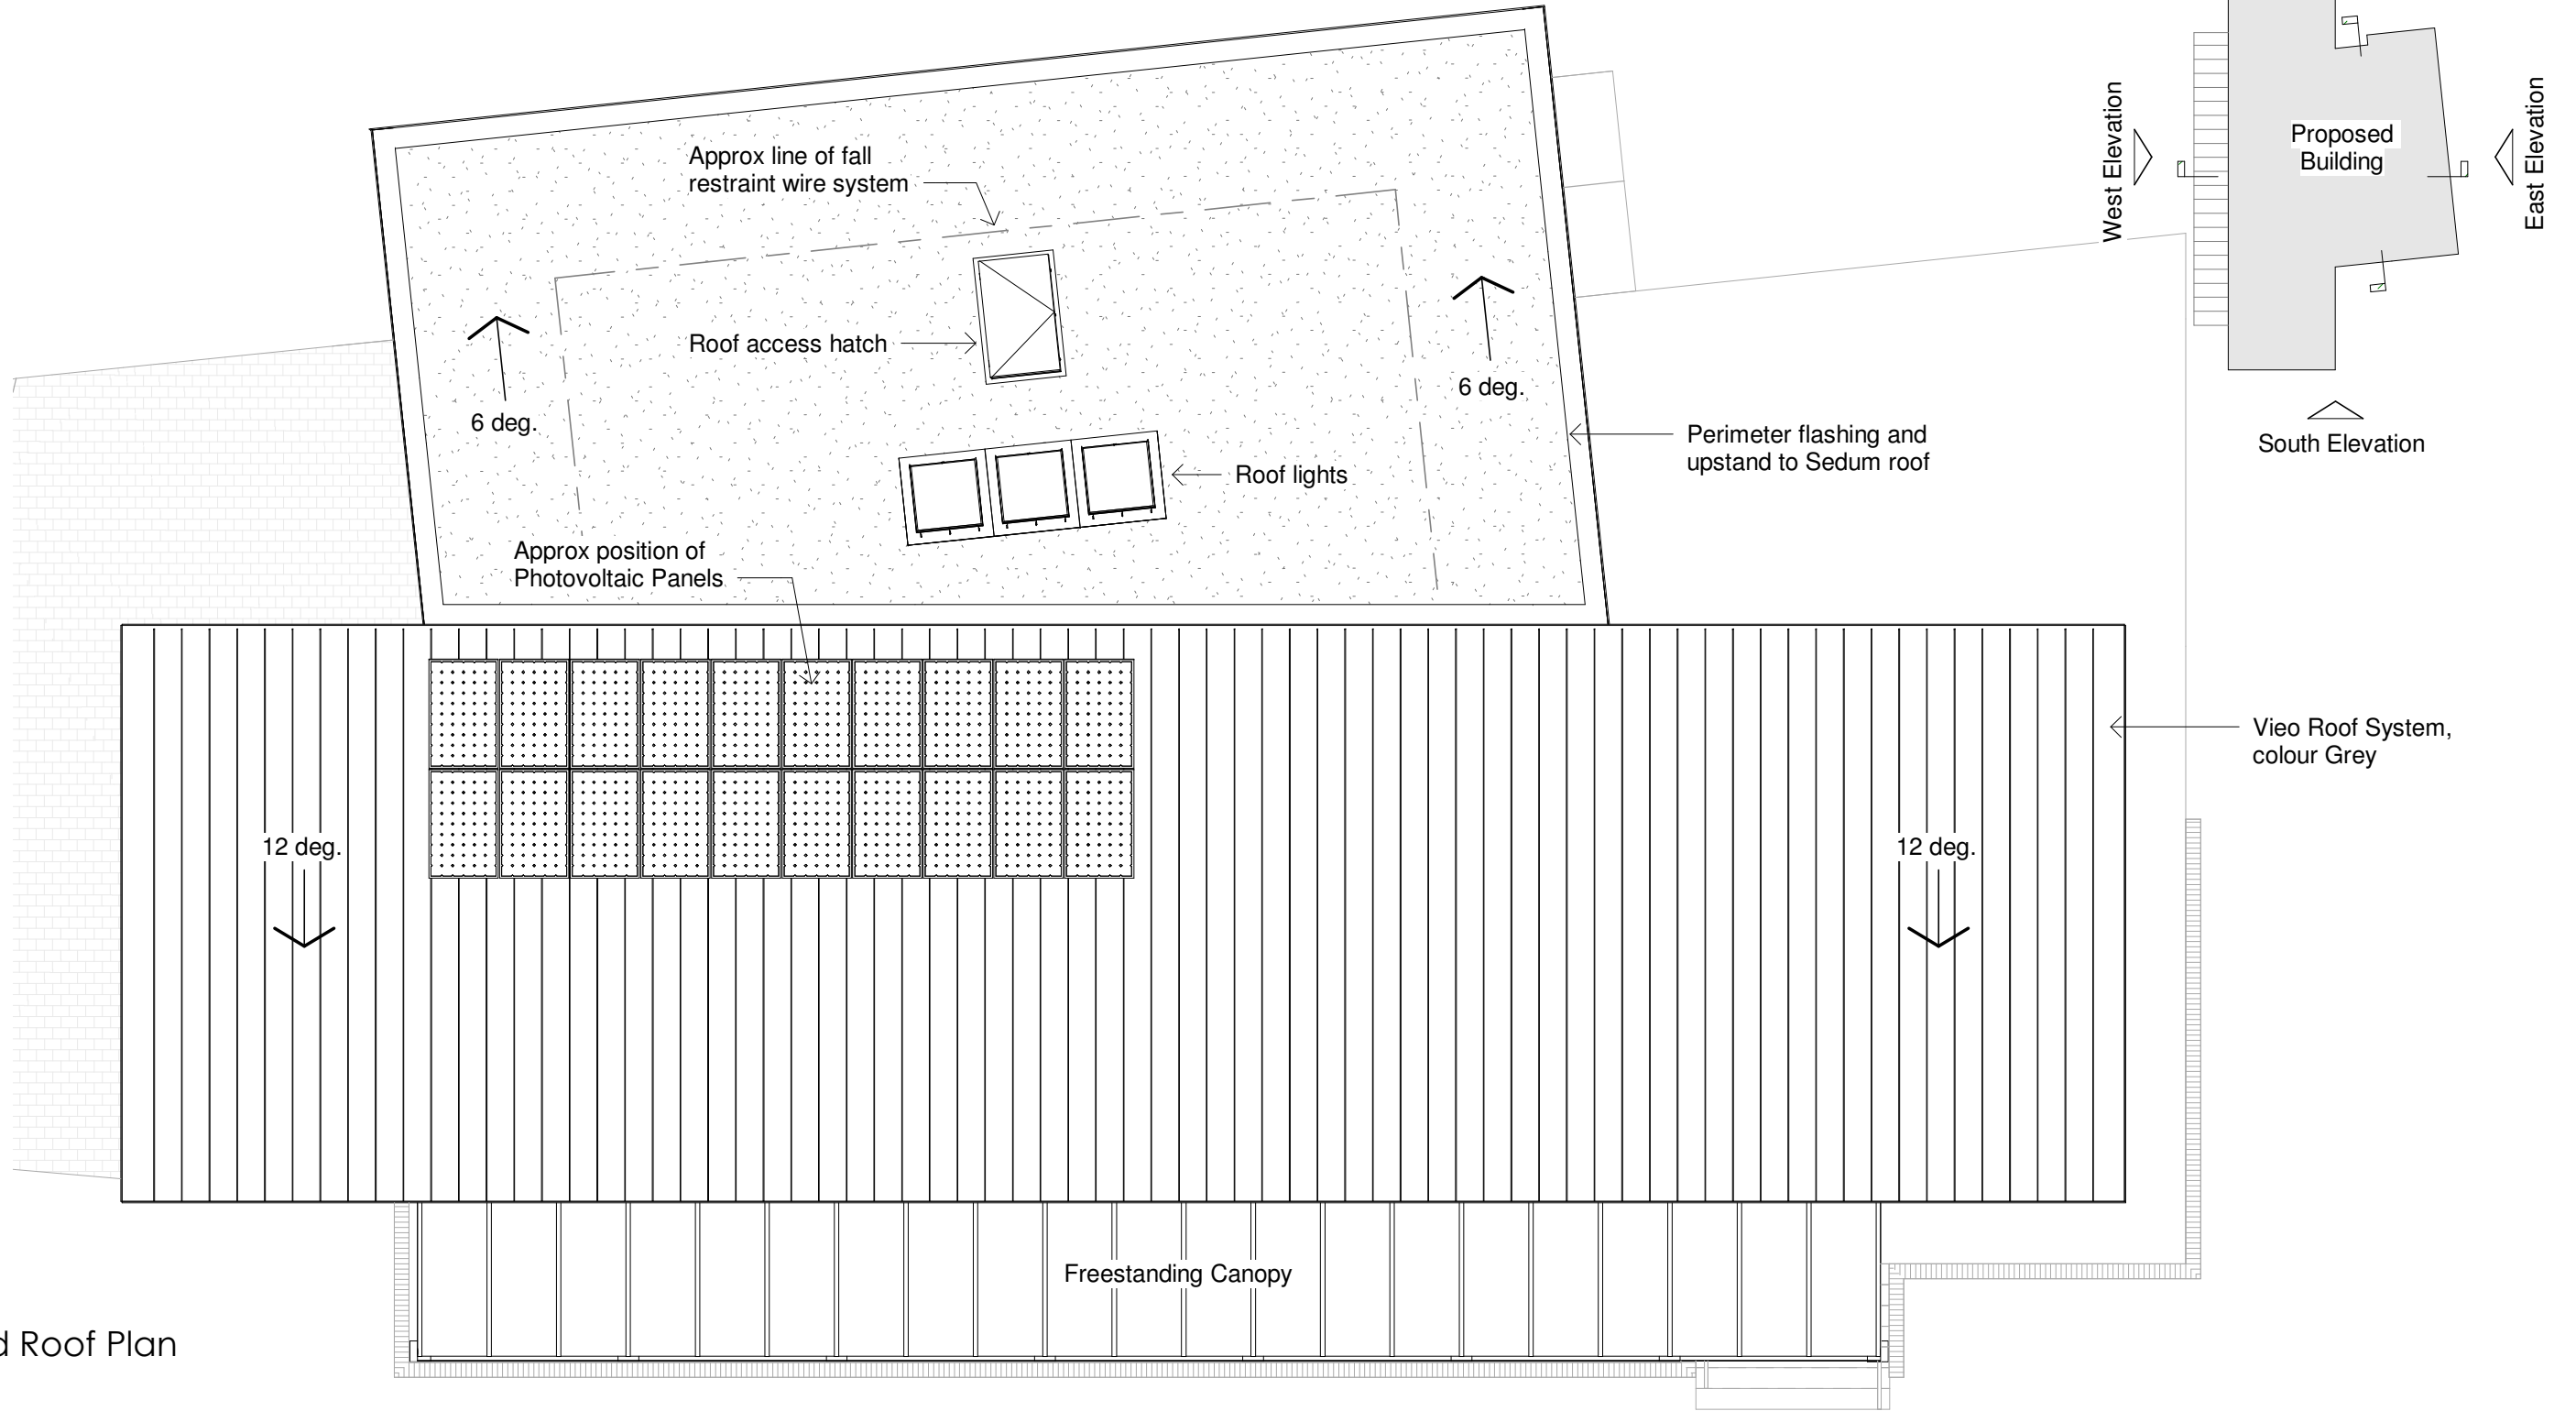 Approx line of fall
restraint wire system
Roof access hatch
6 deg.
6 deg.
Roof lights
Perimeter flashing and
upstand to Sedum roof
Approx position of
Photovoltaic Panels
12 deg.
12 deg.
Vieo Roof System,
colour Grey
Freestanding Canopy
Roof Plan
West Elevation
Proposed
Building
East Elevation
South Elevation